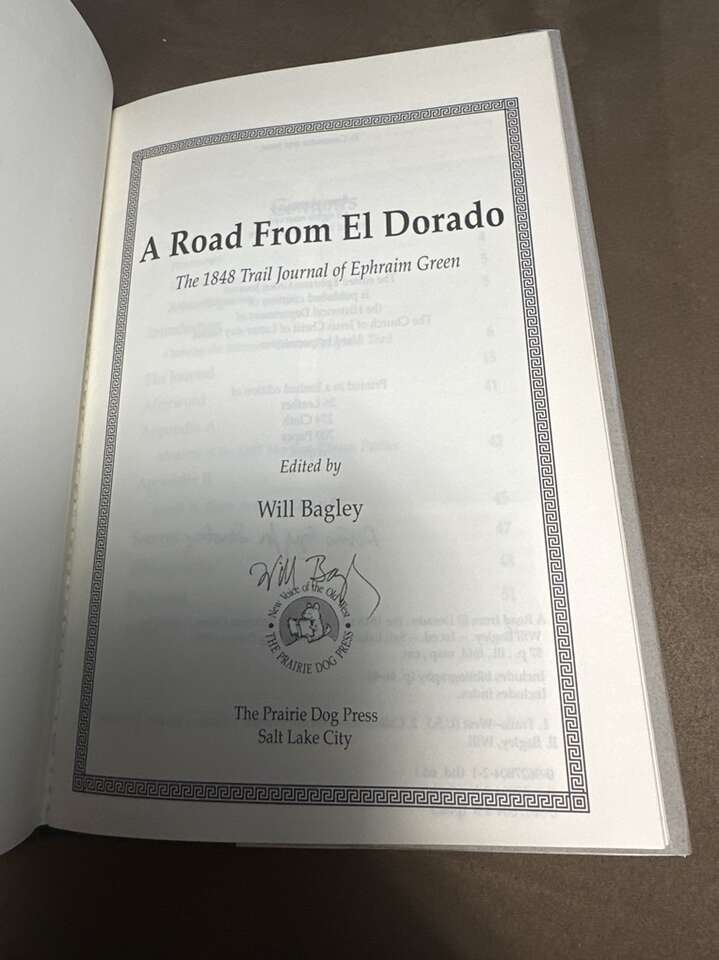 A Road From El Dorado
The 1848 Trail Journal of Ephraim Green
Edited by
Will Bagley
Will Bagley
New Voice of the Old West
THE PRAIRIE DOG PRESS
The Prairie Dog Press
Salt Lake City